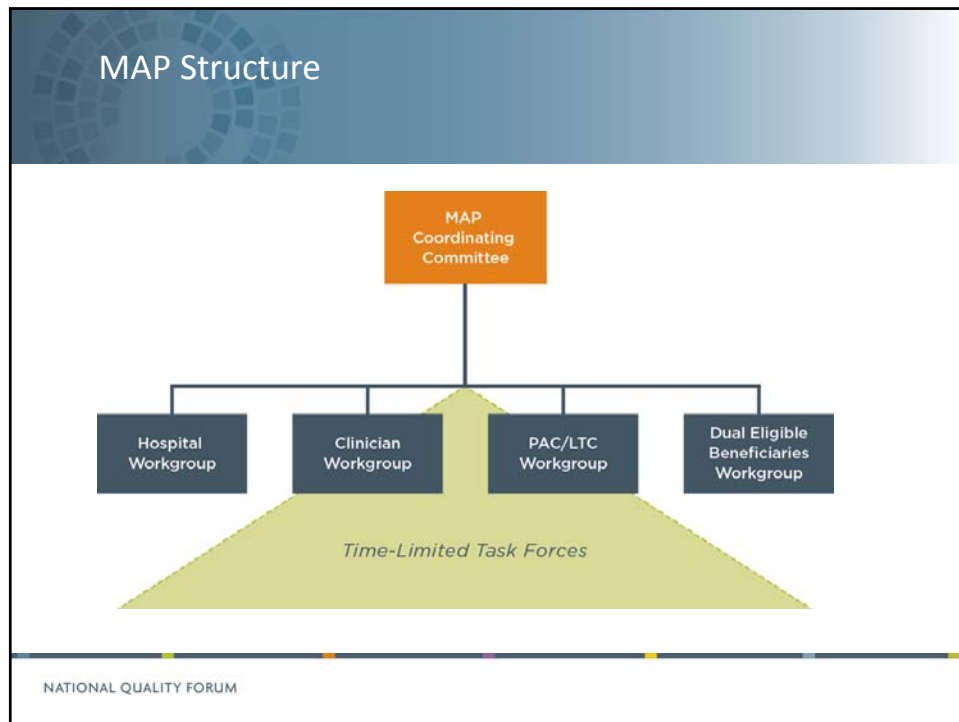 MAP Structure
MAP
Coordinating
Committee
Hospital
Workgroup
Clinician
Workgroup
PAC/LTC
Workgroup
Dual Eligible
Beneficiaries
Workgroup
Time-Limited Task Forces
NATIONAL QUALITY FORUM